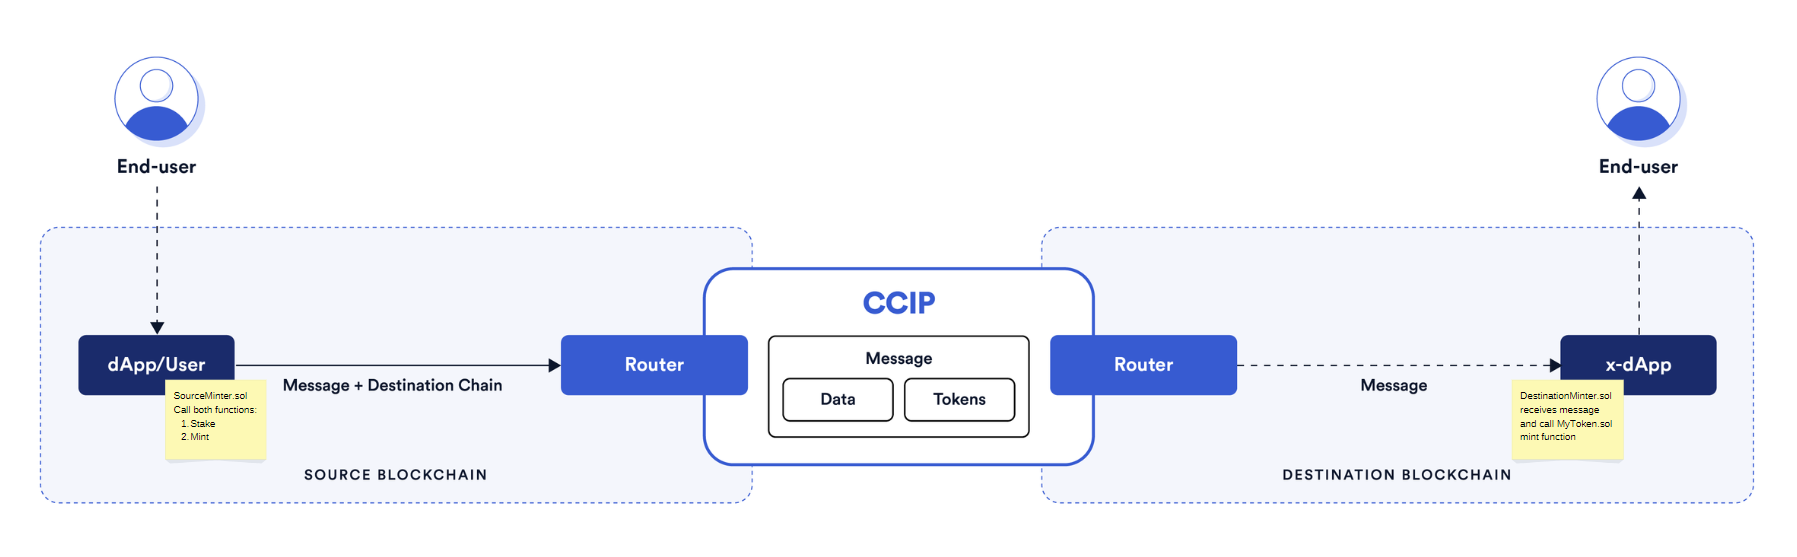 End-user
End-user
CCIP
dApp/User
Router
Message
Router
x-dApp
Message + Destination Chain
Data
Tokens
Message
SourceMinter.sol
Call both functions:
1. Stake
2. Mint
DestinationMinter.sol
receives message
and call MyToken.sol
mint function
SOURCE BLOCKCHAIN
DESTINATION BLOCKCHAIN